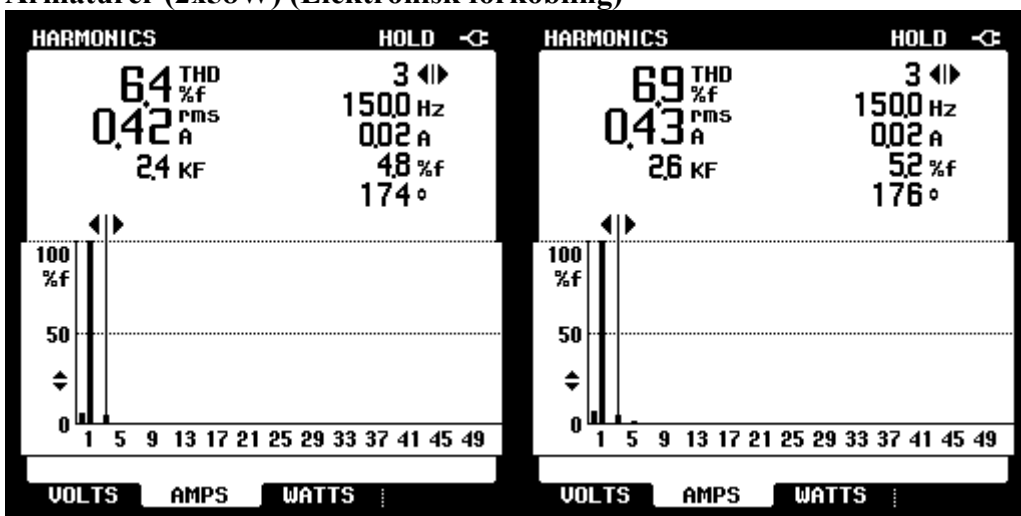 Armaturer (2x58W) (Elektronisk forkobling)
HARMONICS HOLD
6.4 THD %f
0.42 rms A
2.4 KF
3
150.0 Hz
0.02 A
4.8 %f
174 °
100
%f
50
0
1 5 9 13 17 21 25 29 33 37 41 45 49
VOLTS AMPS WATTS
HARMONICS HOLD
6.9 THD %f
0.43 rms A
2.6 KF
3
150.0 Hz
0.02 A
5.2 %f
176 °
100
%f
50
0
1 5 9 13 17 21 25 29 33 37 41 45 49
VOLTS AMPS WATTS